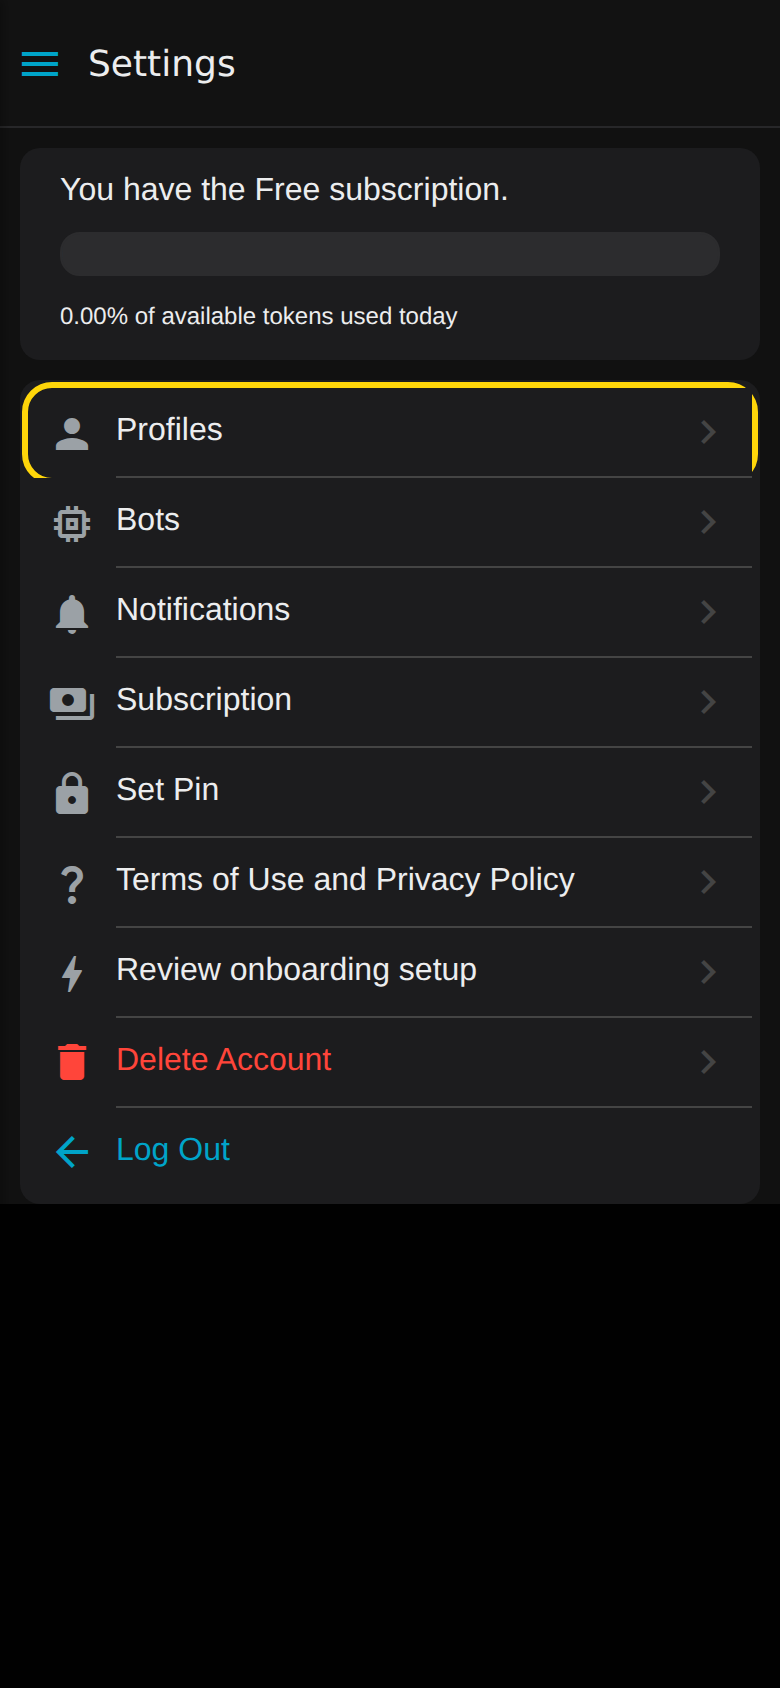 Settings
You have the Free subscription.
0.00% of available tokens used today
Profiles
Bots
Notifications
Subscription
Set Pin
Terms of Use and Privacy Policy
Review onboarding setup
Delete Account
Log Out